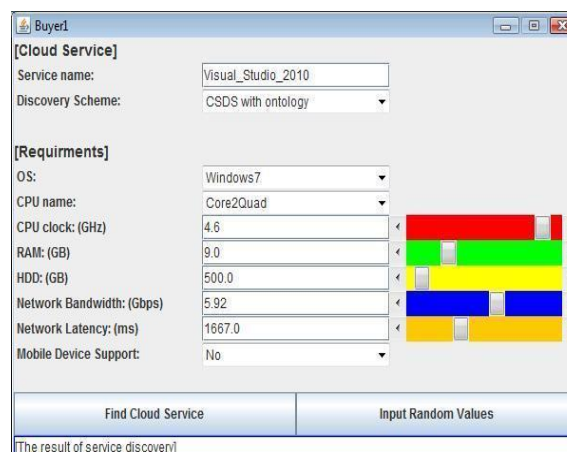 Buyer1
[Cloud Service]
Service name: Visual_Studio_2010
Discovery Scheme: CSDS with ontology
[Requirments]
OS: Windows7
CPU name: Core2Quad
CPU clock: (GHz) 4.6
RAM: (GB) 9.0
HDD: (GB) 500.0
Network Bandwidth: (Gbps) 5.92
Network Latency: (ms) 1667.0
Mobile Device Support: No
Find Cloud Service Input Random Values
[The result of service discovery]